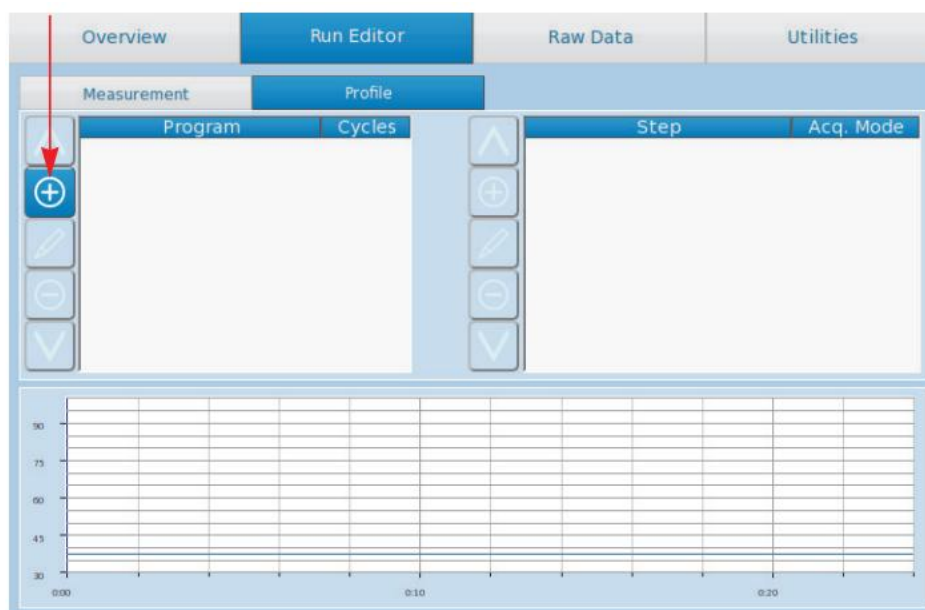 Overview Run Editor Raw Data Utilities
Measurement Profile
Program Cycles Step Acq. Mode
90
75
60
45
30
0:00 0:10 0:20